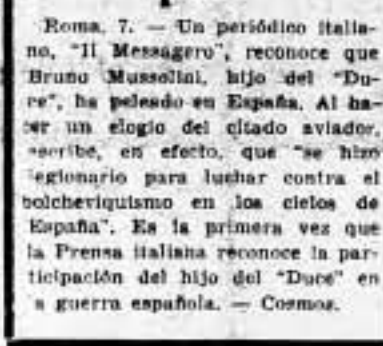 Roma, 7. — Un periódico italia-
no, "Il Messagero", reconoce que
Bruno Mussolini, hijo del "Du-
ce", ha peleado en España. Al ha-
cer un elogio del citado aviador,
escribe, en efecto, que "se hizo
legionario para luchar contra el
bolcheviquismo en los cielos de
España". Es la primera vez que
la Prensa italiana reconoce la par-
ticipación del hijo del "Duce" en
a guerra española. — Cosmos.